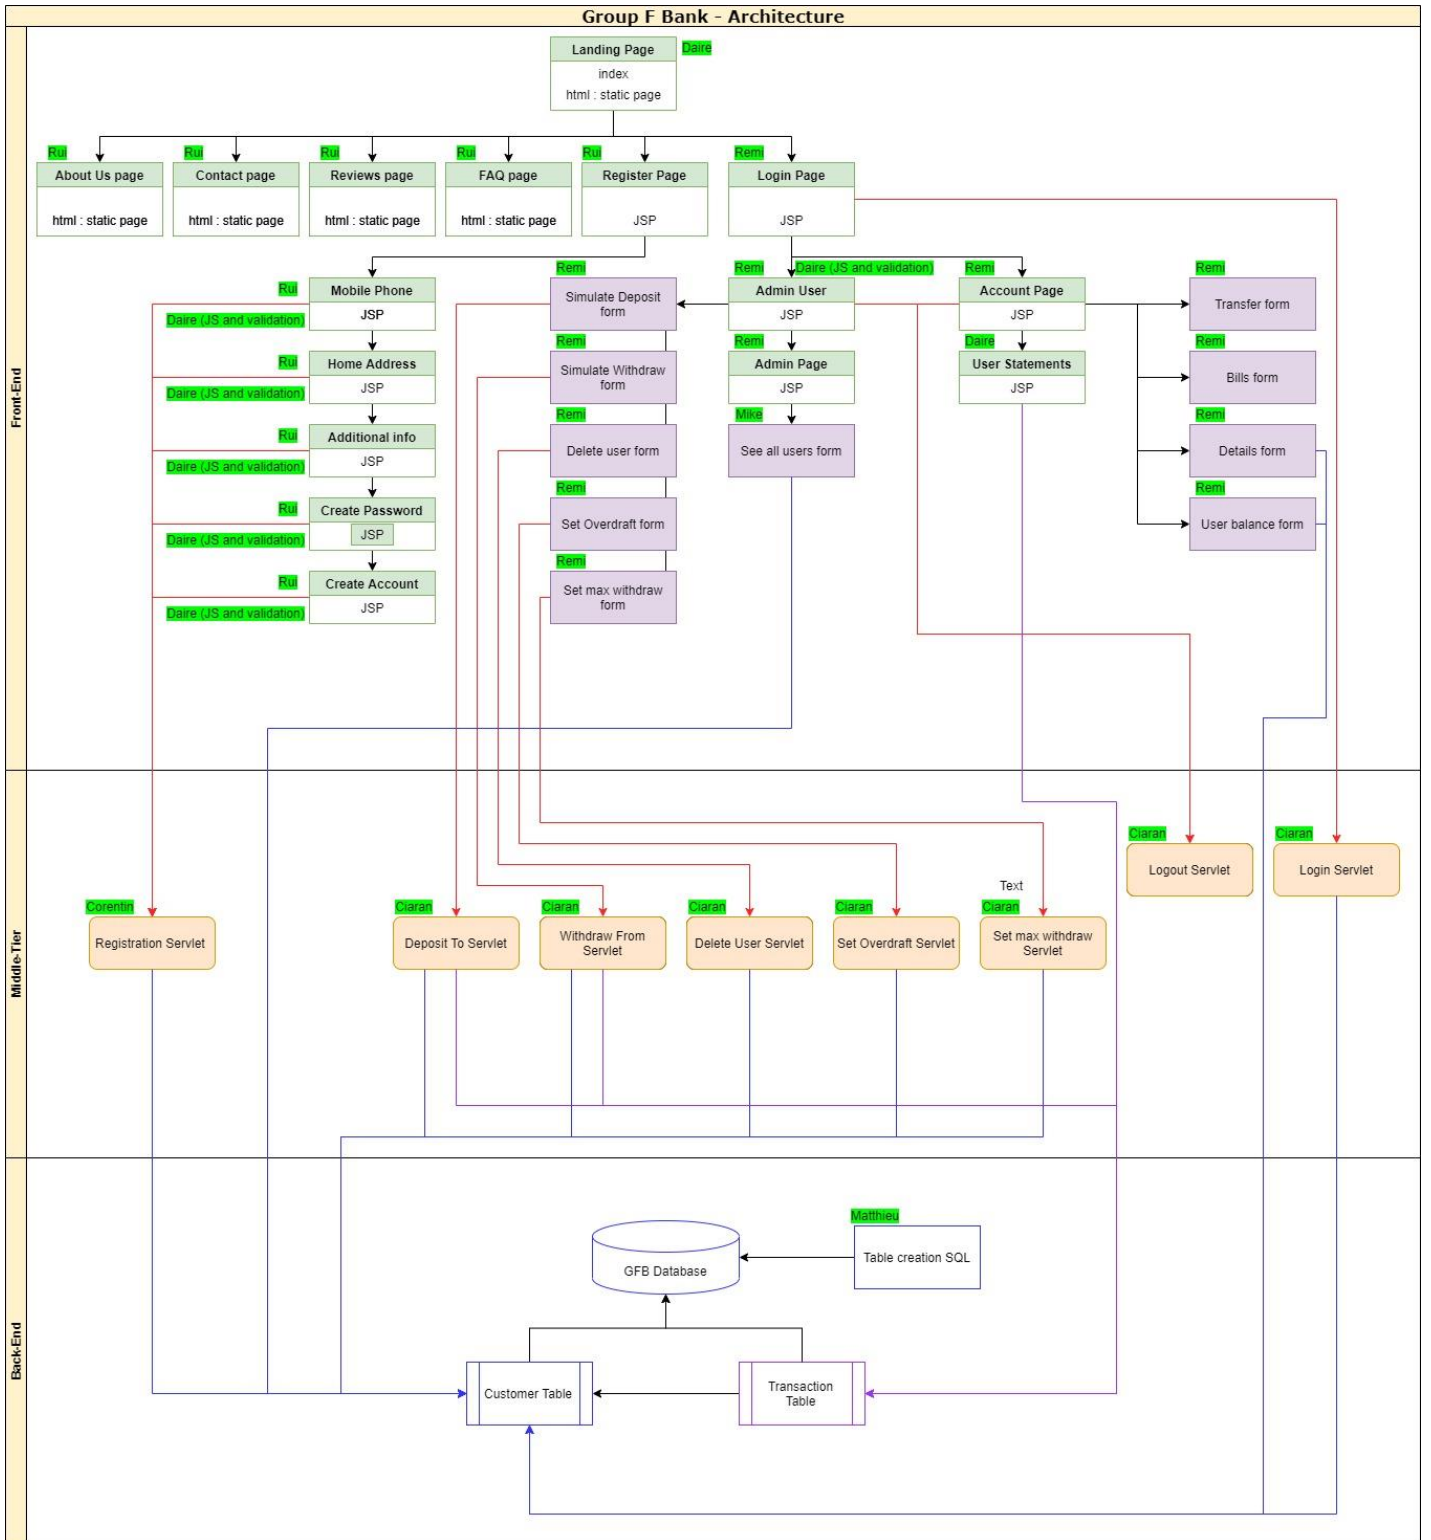 Group F Bank - Architecture
Front-End
Landing Page
Daire
index
html : static page
Rui
About Us page
html : static page
Rui
Contact page
html : static page
Rui
Reviews page
html : static page
Rui
FAQ page
html : static page
Rui
Register Page
JSP
Remi
Login Page
JSP
Rui
Mobile Phone
JSP
Daire (JS and validation)
Rui
Home Address
JSP
Daire (JS and validation)
Rui
Additional info
JSP
Daire (JS and validation)
Rui
Create Password
JSP
Daire (JS and validation)
Rui
Create Account
JSP
Daire (JS and validation)
Remi
Simulate Deposit
form
Remi
Simulate Withdraw
form
Remi
Delete user form
Remi
Set Overdraft form
Remi
Set max withdraw
form
Remi
Daire (JS and validation)
Admin User
JSP
Remi
Admin Page
JSP
Mike
See all users form
Remi
Account Page
JSP
Daire
User Statements
JSP
Remi
Transfer form
Remi
Bills form
Remi
Details form
Remi
User balance form
Middle-Tier
Ciaran
Logout Servlet
Ciaran
Login Servlet
Corentin
Registration Servlet
Ciaran
Deposit To Servlet
Ciaran
Withdraw From
Servlet
Ciaran
Delete User Servlet
Ciaran
Set Overdraft Servlet
Text
Ciaran
Set max withdraw
Servlet
Back-End
Matthieu
Table creation SQL
GFB Database
Customer Table
Transaction
Table